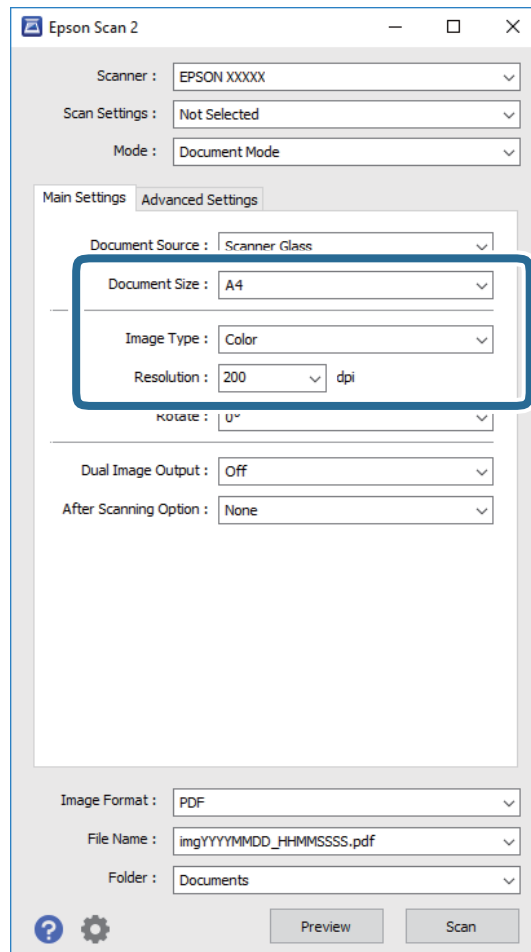 Epson Scan 2
Scanner : EPSON XXXXX
Scan Settings : Not Selected
Mode : Document Mode
Main Settings Advanced Settings
Document Source : Scanner Glass
Document Size : A4
Image Type : Color
Resolution : 200 dpi
Rotate : 0°
Dual Image Output : Off
After Scanning Option : None
Image Format : PDF
File Name : imgYYYYMMDD_HHMMSSSS.pdf
Folder : Documents
? Preview Scan